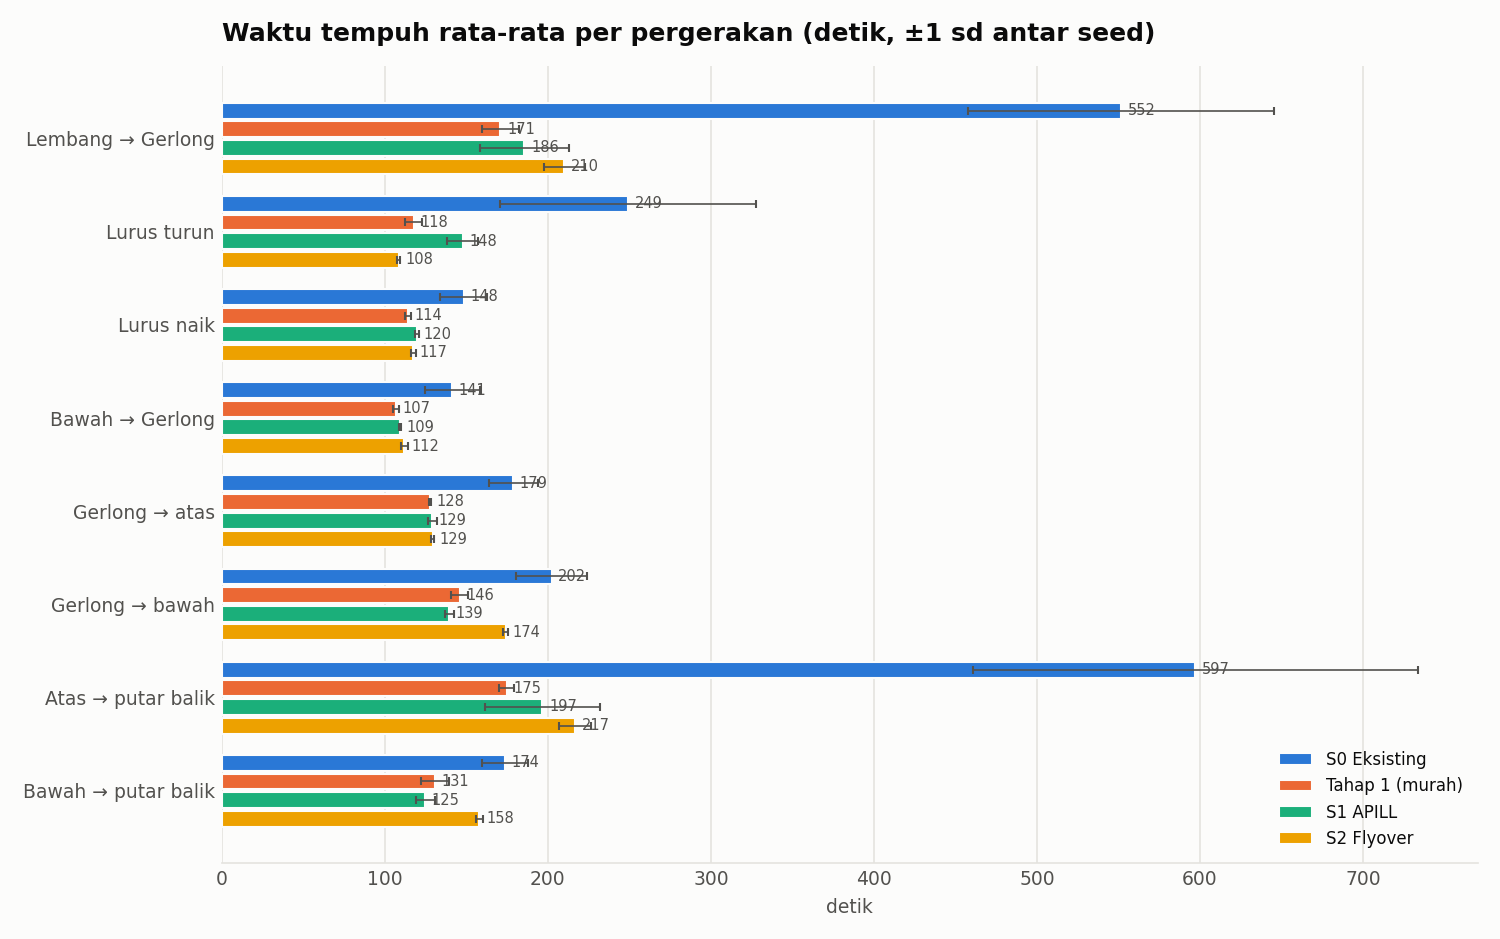 Waktu tempuh rata-rata per pergerakan (detik, ±1 sd antar seed)
Lembang → Gerlong
552
171
186
210
Lurus turun
249
118
148
108
Lurus naik
148
114
120
117
Bawah → Gerlong
141
107
109
112
Gerlong → atas
179
128
129
129
Gerlong → bawah
202
146
139
174
Atas → putar balik
597
175
197
217
Bawah → putar balik
174
131
125
158
S0 Eksisting
Tahap 1 (murah)
S1 APILL
S2 Flyover
0 100 200 300 400 500 600 700
detik